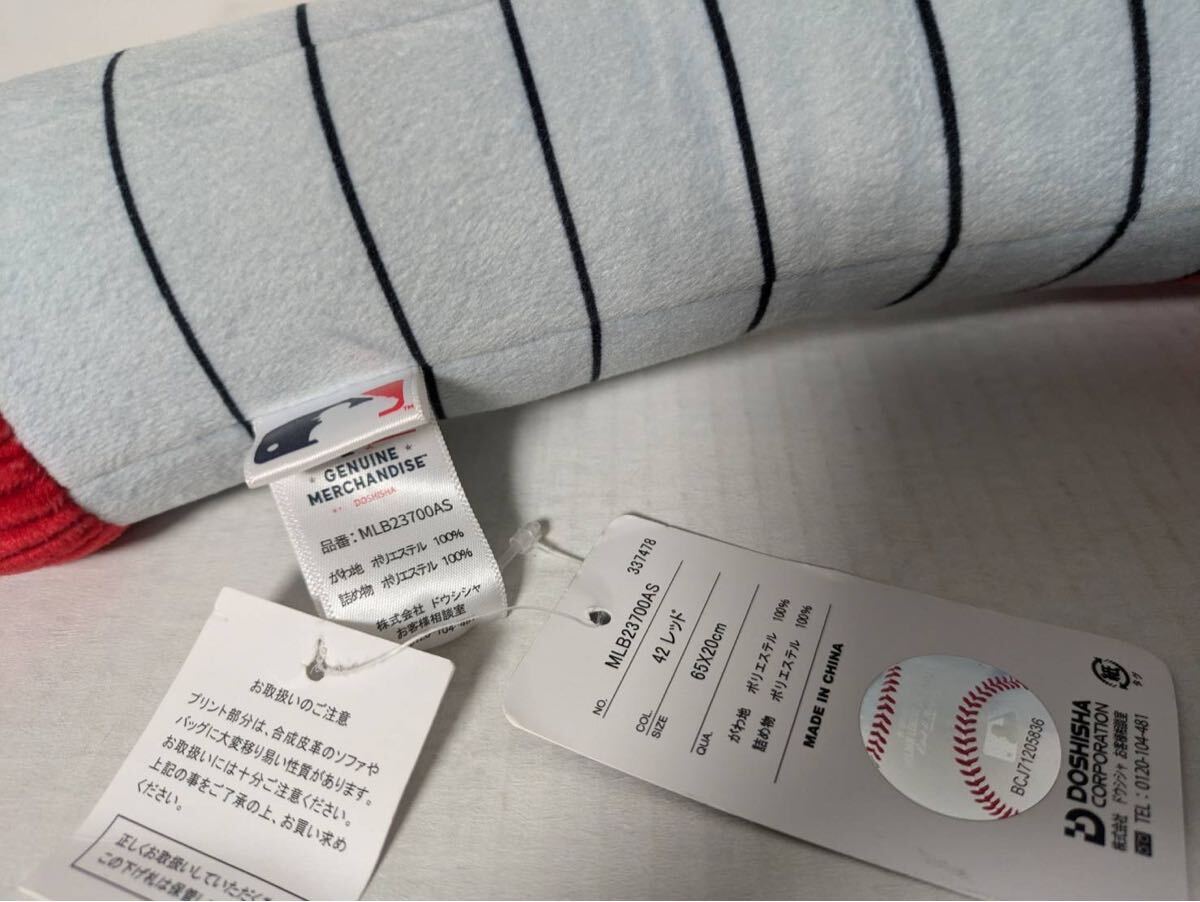 GENUINE
MERCHANDISE
BY DOSHISHA
品番:MLB23700AS
がわ地 ポリエステル 100%
詰め物 ポリエステル 100%
株式会社 ドウシシャ
お客様相談室
お取扱いのご注意
プリント部分は、合成皮革のソファや
バッグに大変移り易い性質があります。
お取扱いには十分ご注意ください。
上記の事をご了承の上、お買い求め
ください。
正しくお取扱いしていただく
この下げ札は保管し
337478
NO. MLB23700AS
COL. 42 レッド
SIZE 65X20cm
QUA. がわ地 ポリエステル 100%
詰め物 ポリエステル 100%
MADE IN CHINA
BCJ71205836
DOSHISHA
CORPORATION
株式会社 ドウシシャ お客様相談室
TEL:0120-104-481
紙
タグ